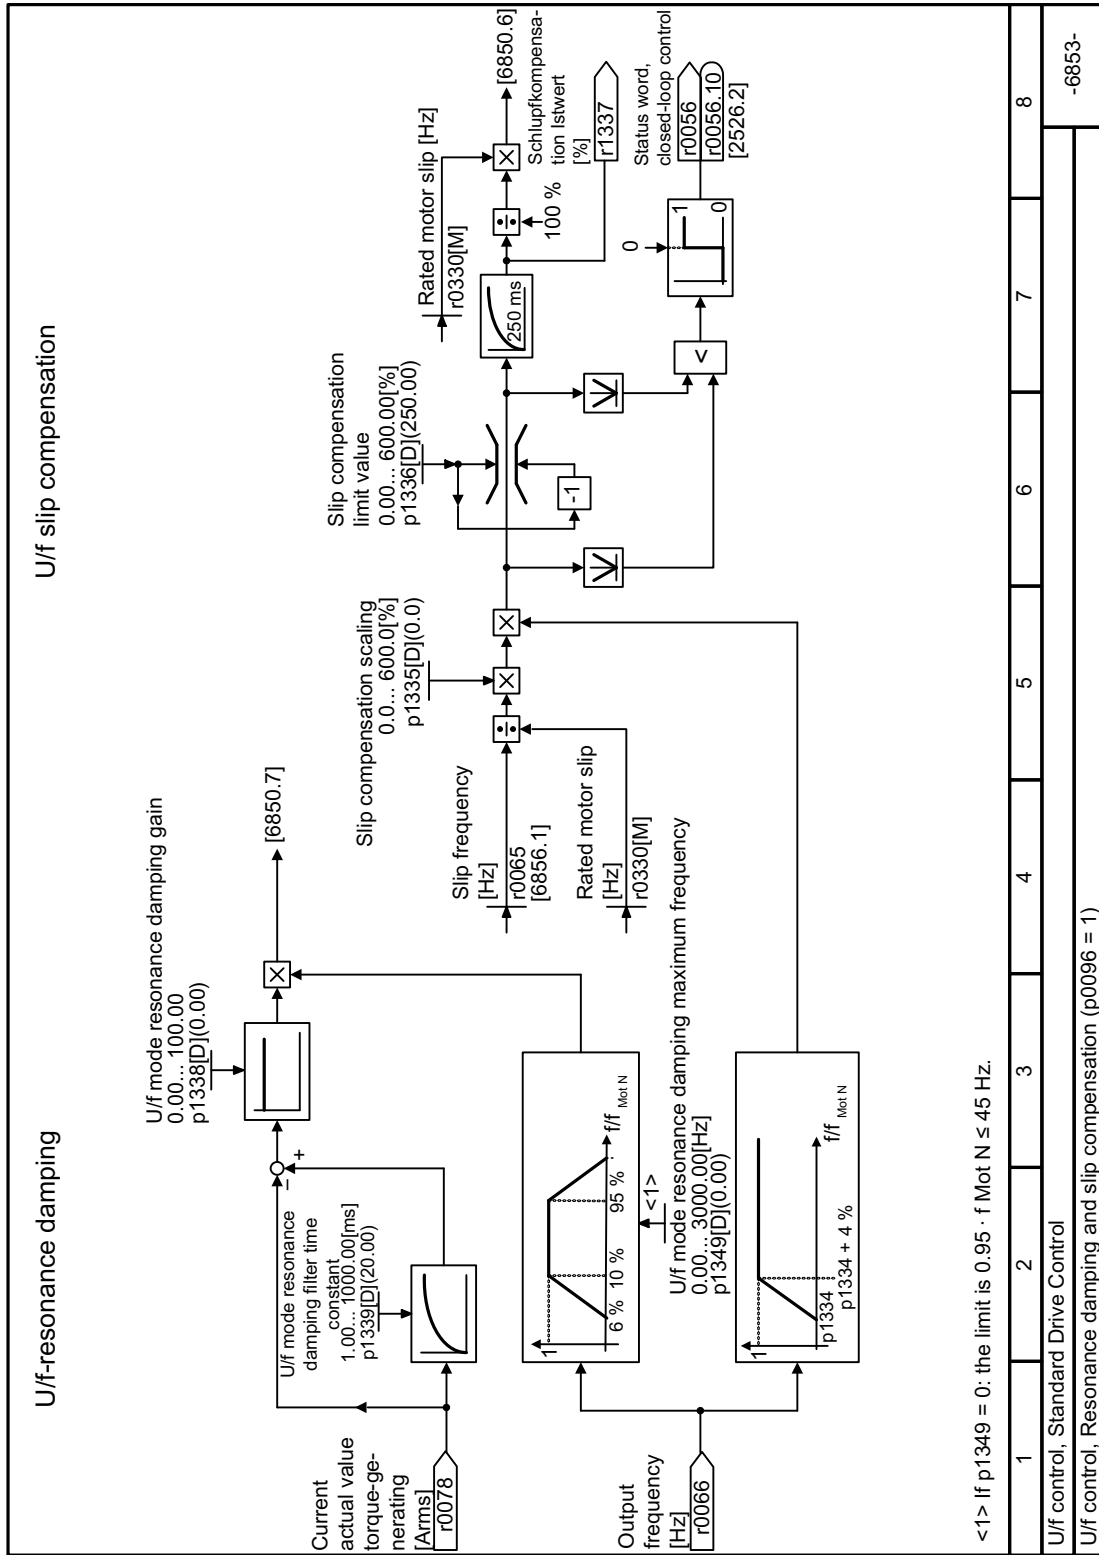 U/f-resonance damping
U/f slip compensation
U/f mode resonance damping gain
0.00... 100.00
p1338[D](0.00)
[6850.7]
–
+
U/f mode resonance
damping filter time
constant
1.00... 1000.00[ms]
p1339[D](20.00)
Current
actual value
torque-ge-
nerating
[Arms]
r0078
Output
frequency
[Hz]
r0066
1
6 %
10 %
95 %
f/f Mot N
<1>
U/f mode resonance damping maximum frequency
0.00... 3000.00[Hz]
p1349[D](0.00)
1
p1334
p1334 + 4 %
f/f Mot N
Slip frequency
[Hz]
r0065
[6856.1]
Rated motor slip
[Hz]
r0330[M]
Slip compensation scaling
0.0... 600.0[%]
p1335[D](0.0)
Slip compensation
limit value
0.00... 600.00[%]
p1336[D](250.00)
-1
250 ms
Rated motor slip [Hz]
r0330[M]
100 %
[6850.6]
Schlupfkompensa-
tion Istwert
[%]
r1337
<
0
1
0
Status word,
closed-loop control
r0056
r0056.10
[2526.2]
<1> If p1349 = 0: the limit is 0.95 · f Mot N ≤ 45 Hz.
1
2
3
4
5
6
7
8
U/f control, Standard Drive Control
U/f control, Resonance damping and slip compensation (p0096 = 1)
-6853-